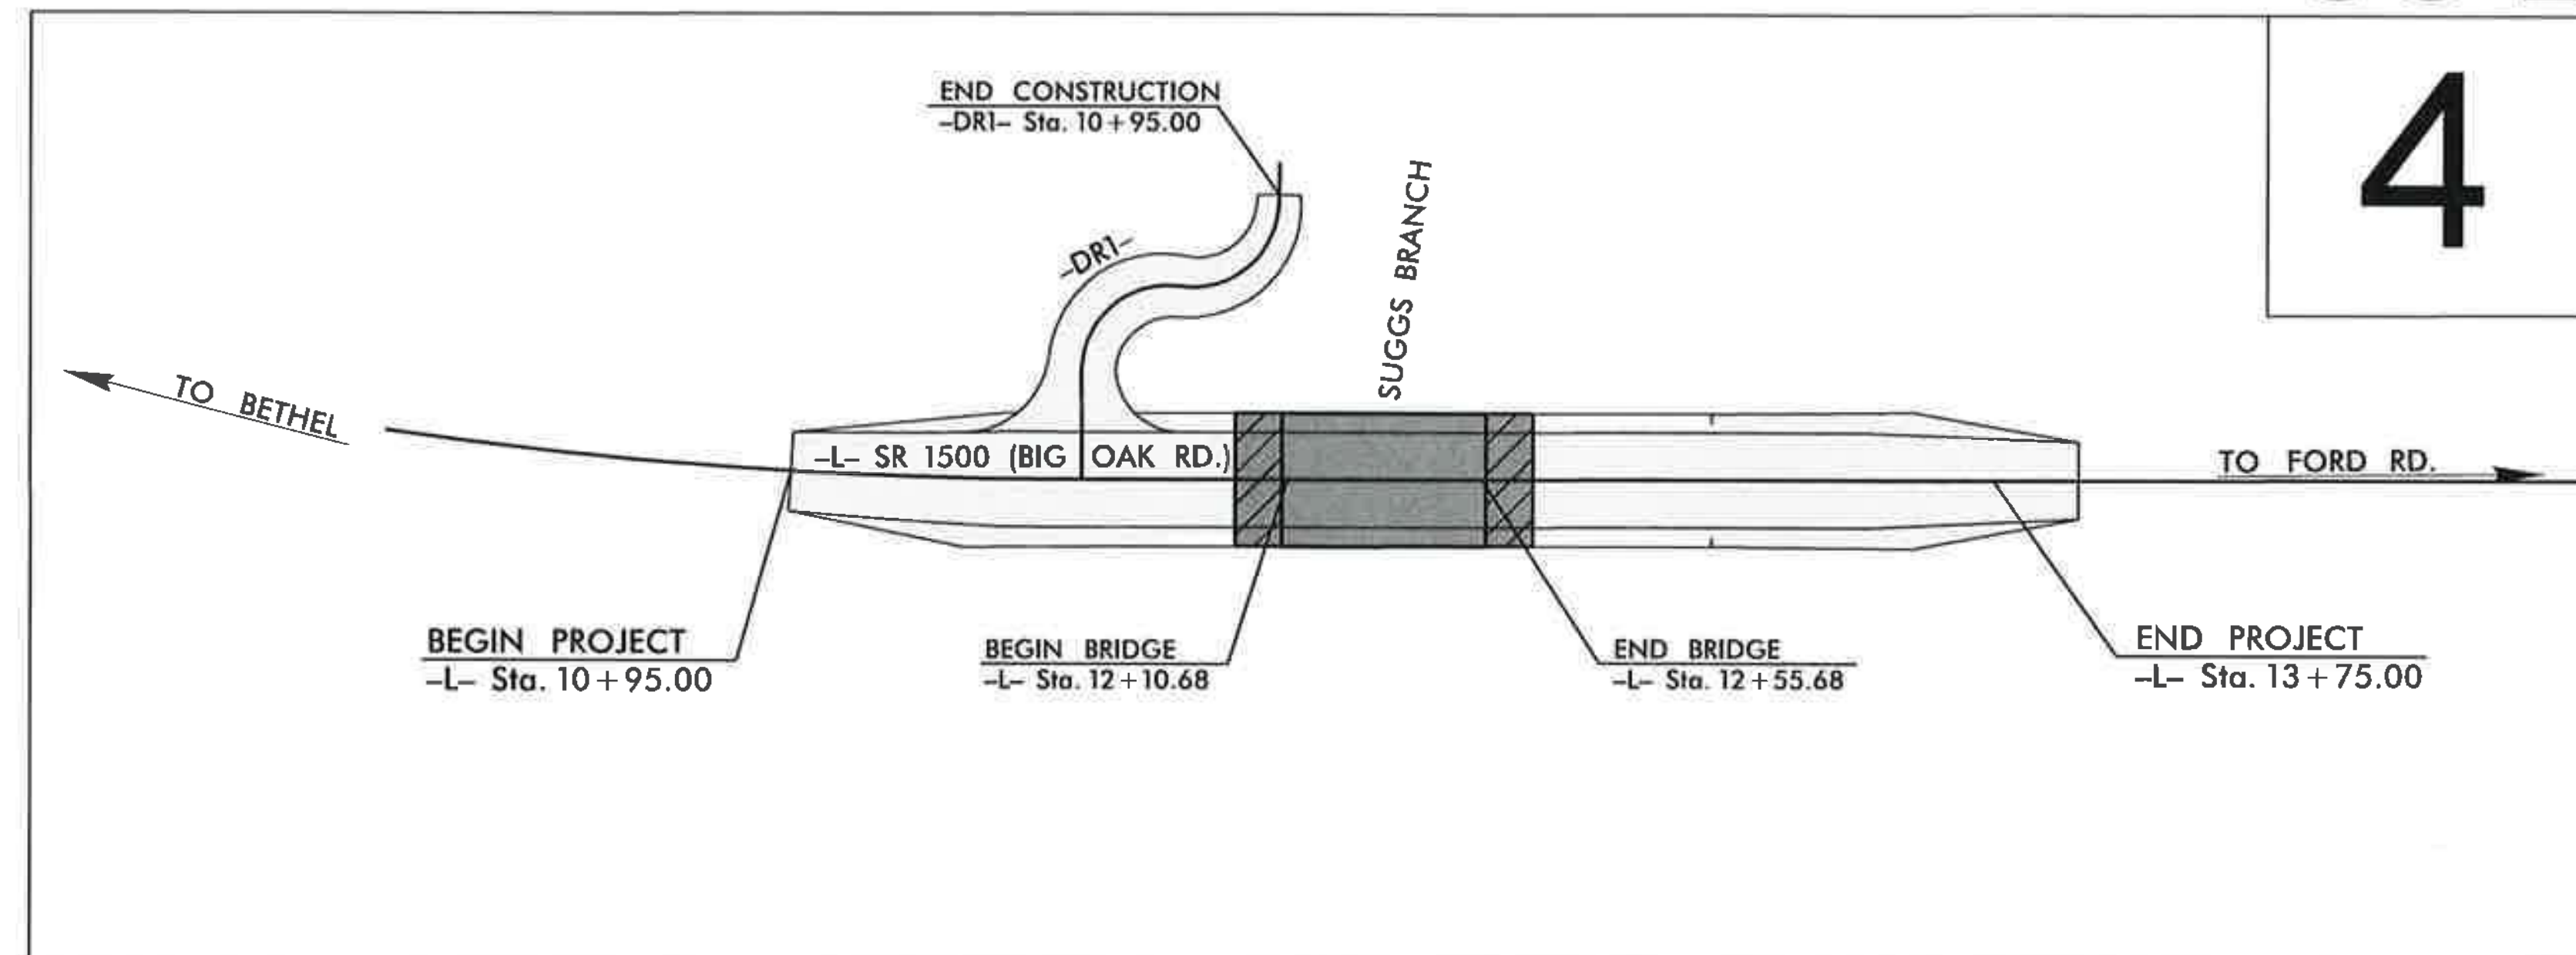 4
END CONSTRUCTION
-DR1- Sta. 10+95.00
SUGGS BRANCH
-DR1-
TO BETHEL
-L- SR 1500 (BIG OAK RD.)
TO FORD RD.
BEGIN PROJECT
-L- Sta. 10+95.00
BEGIN BRIDGE
-L- Sta. 12+10.68
END BRIDGE
-L- Sta. 12+55.68
END PROJECT
-L- Sta. 13+75.00